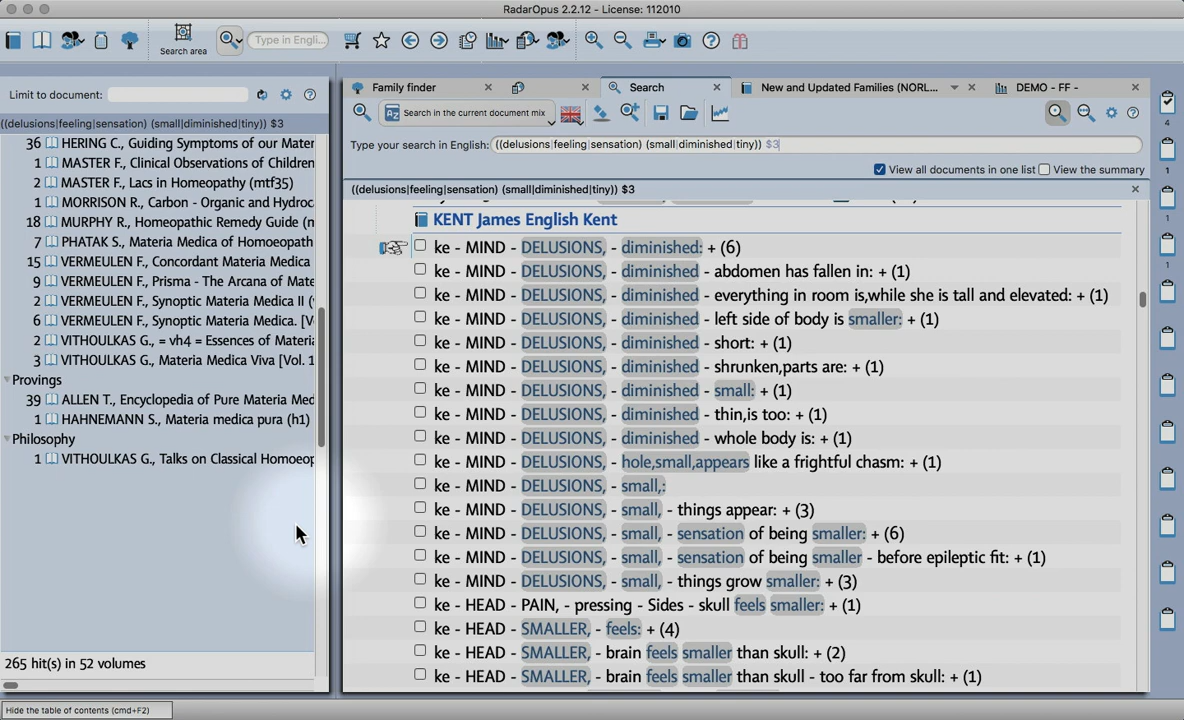 RadarOpus 2.2.12 - License: 112010
Search area
Type in Engli...
Limit to document:
Family finder
Search
New and Updated Families (NORL...
DEMO - FF -
Search in the current document mix
Type your search in English: ((delusions|feeling|sensation) (small|diminished|tiny)) $3
View all documents in one list
View the summary
((delusions|feeling|sensation) (small|diminished|tiny)) $3
36 HERING C., Guiding Symptoms of our Mater
1 MASTER F., Clinical Observations of Children
2 MASTER F., Lacs in Homeopathy (mtf35)
1 MORRISON R., Carbon - Organic and Hydroc
18 MURPHY R., Homeopathic Remedy Guide (m
7 PHATAK S., Materia Medica of Homoeopath
15 VERMEULEN F., Concordant Materia Medica
9 VERMEULEN F., Prisma - The Arcana of Mate
2 VERMEULEN F., Synoptic Materia Medica II (
6 VERMEULEN F., Synoptic Materia Medica. [V
2 VITHOULKAS G., = vh4 = Essences of Materia
3 VITHOULKAS G., Materia Medica Viva [Vol. 1
Provings
39 ALLEN T., Encyclopedia of Pure Materia Med
1 HAHNEMANN S., Materia medica pura (h1)
Philosophy
1 VITHOULKAS G., Talks on Classical Homoeop
265 hit(s) in 52 volumes
Hide the table of contents (cmd+F2)
((delusions|feeling|sensation) (small|diminished|tiny)) $3
KENT James English Kent
ke - MIND - DELUSIONS, - diminished: + (6)
ke - MIND - DELUSIONS, - diminished - abdomen has fallen in: + (1)
ke - MIND - DELUSIONS, - diminished - everything in room is,while she is tall and elevated: + (1)
ke - MIND - DELUSIONS, - diminished - left side of body is smaller: + (1)
ke - MIND - DELUSIONS, - diminished - short: + (1)
ke - MIND - DELUSIONS, - diminished - shrunken,parts are: + (1)
ke - MIND - DELUSIONS, - diminished - small: + (1)
ke - MIND - DELUSIONS, - diminished - thin,is too: + (1)
ke - MIND - DELUSIONS, - diminished - whole body is: + (1)
ke - MIND - DELUSIONS, - hole,small,appears like a frightful chasm: + (1)
ke - MIND - DELUSIONS, - small,:
ke - MIND - DELUSIONS, - small, - things appear: + (3)
ke - MIND - DELUSIONS, - small, - sensation of being smaller: + (6)
ke - MIND - DELUSIONS, - small, - sensation of being smaller - before epileptic fit: + (1)
ke - MIND - DELUSIONS, - small, - things grow smaller: + (3)
ke - HEAD - PAIN, - pressing - Sides - skull feels smaller: + (1)
ke - HEAD - SMALLER, - feels: + (4)
ke - HEAD - SMALLER, - brain feels smaller than skull: + (2)
ke - HEAD - SMALLER, - brain feels smaller than skull - too far from skull: + (1)
4
1
1
1